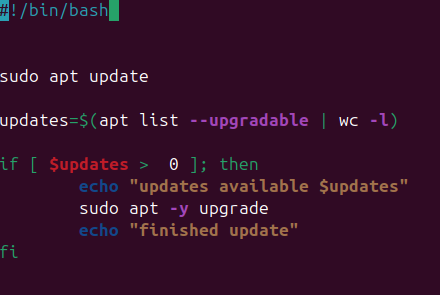 #!/bin/bash
sudo apt update
updates=$(apt list --upgradable | wc -l)
if [ $updates >  0 ]; then
        echo "updates available $updates"
        sudo apt -y upgrade
        echo "finished update"
fi